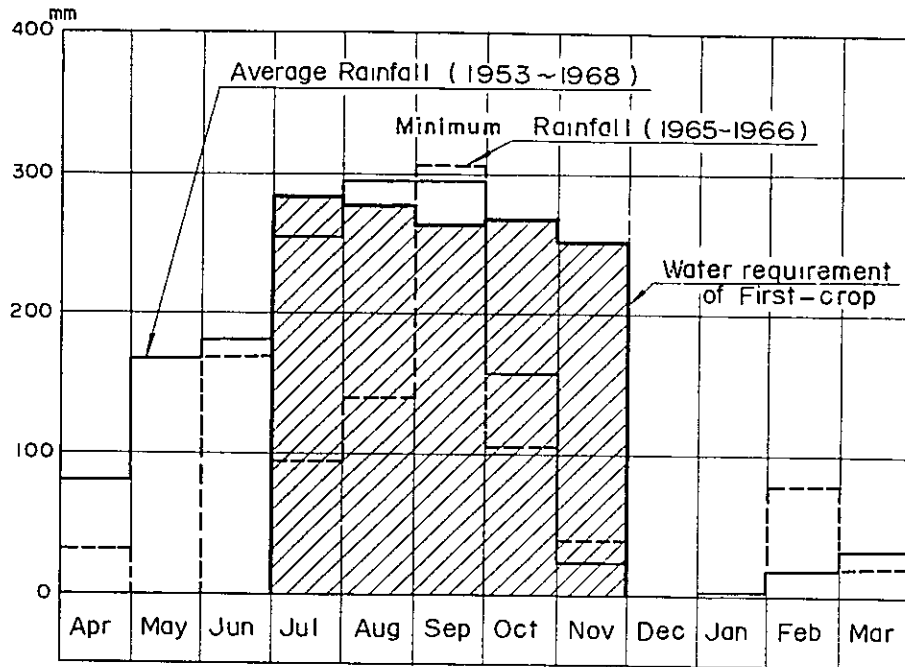 mm
400
Average Rainfall (1953~1968)
Minimum Rainfall (1965-1966)
300
Water requirement
of First-crop
200
100
0
Apr May Jun Jul Aug Sep Oct Nov Dec Jan Feb Mar